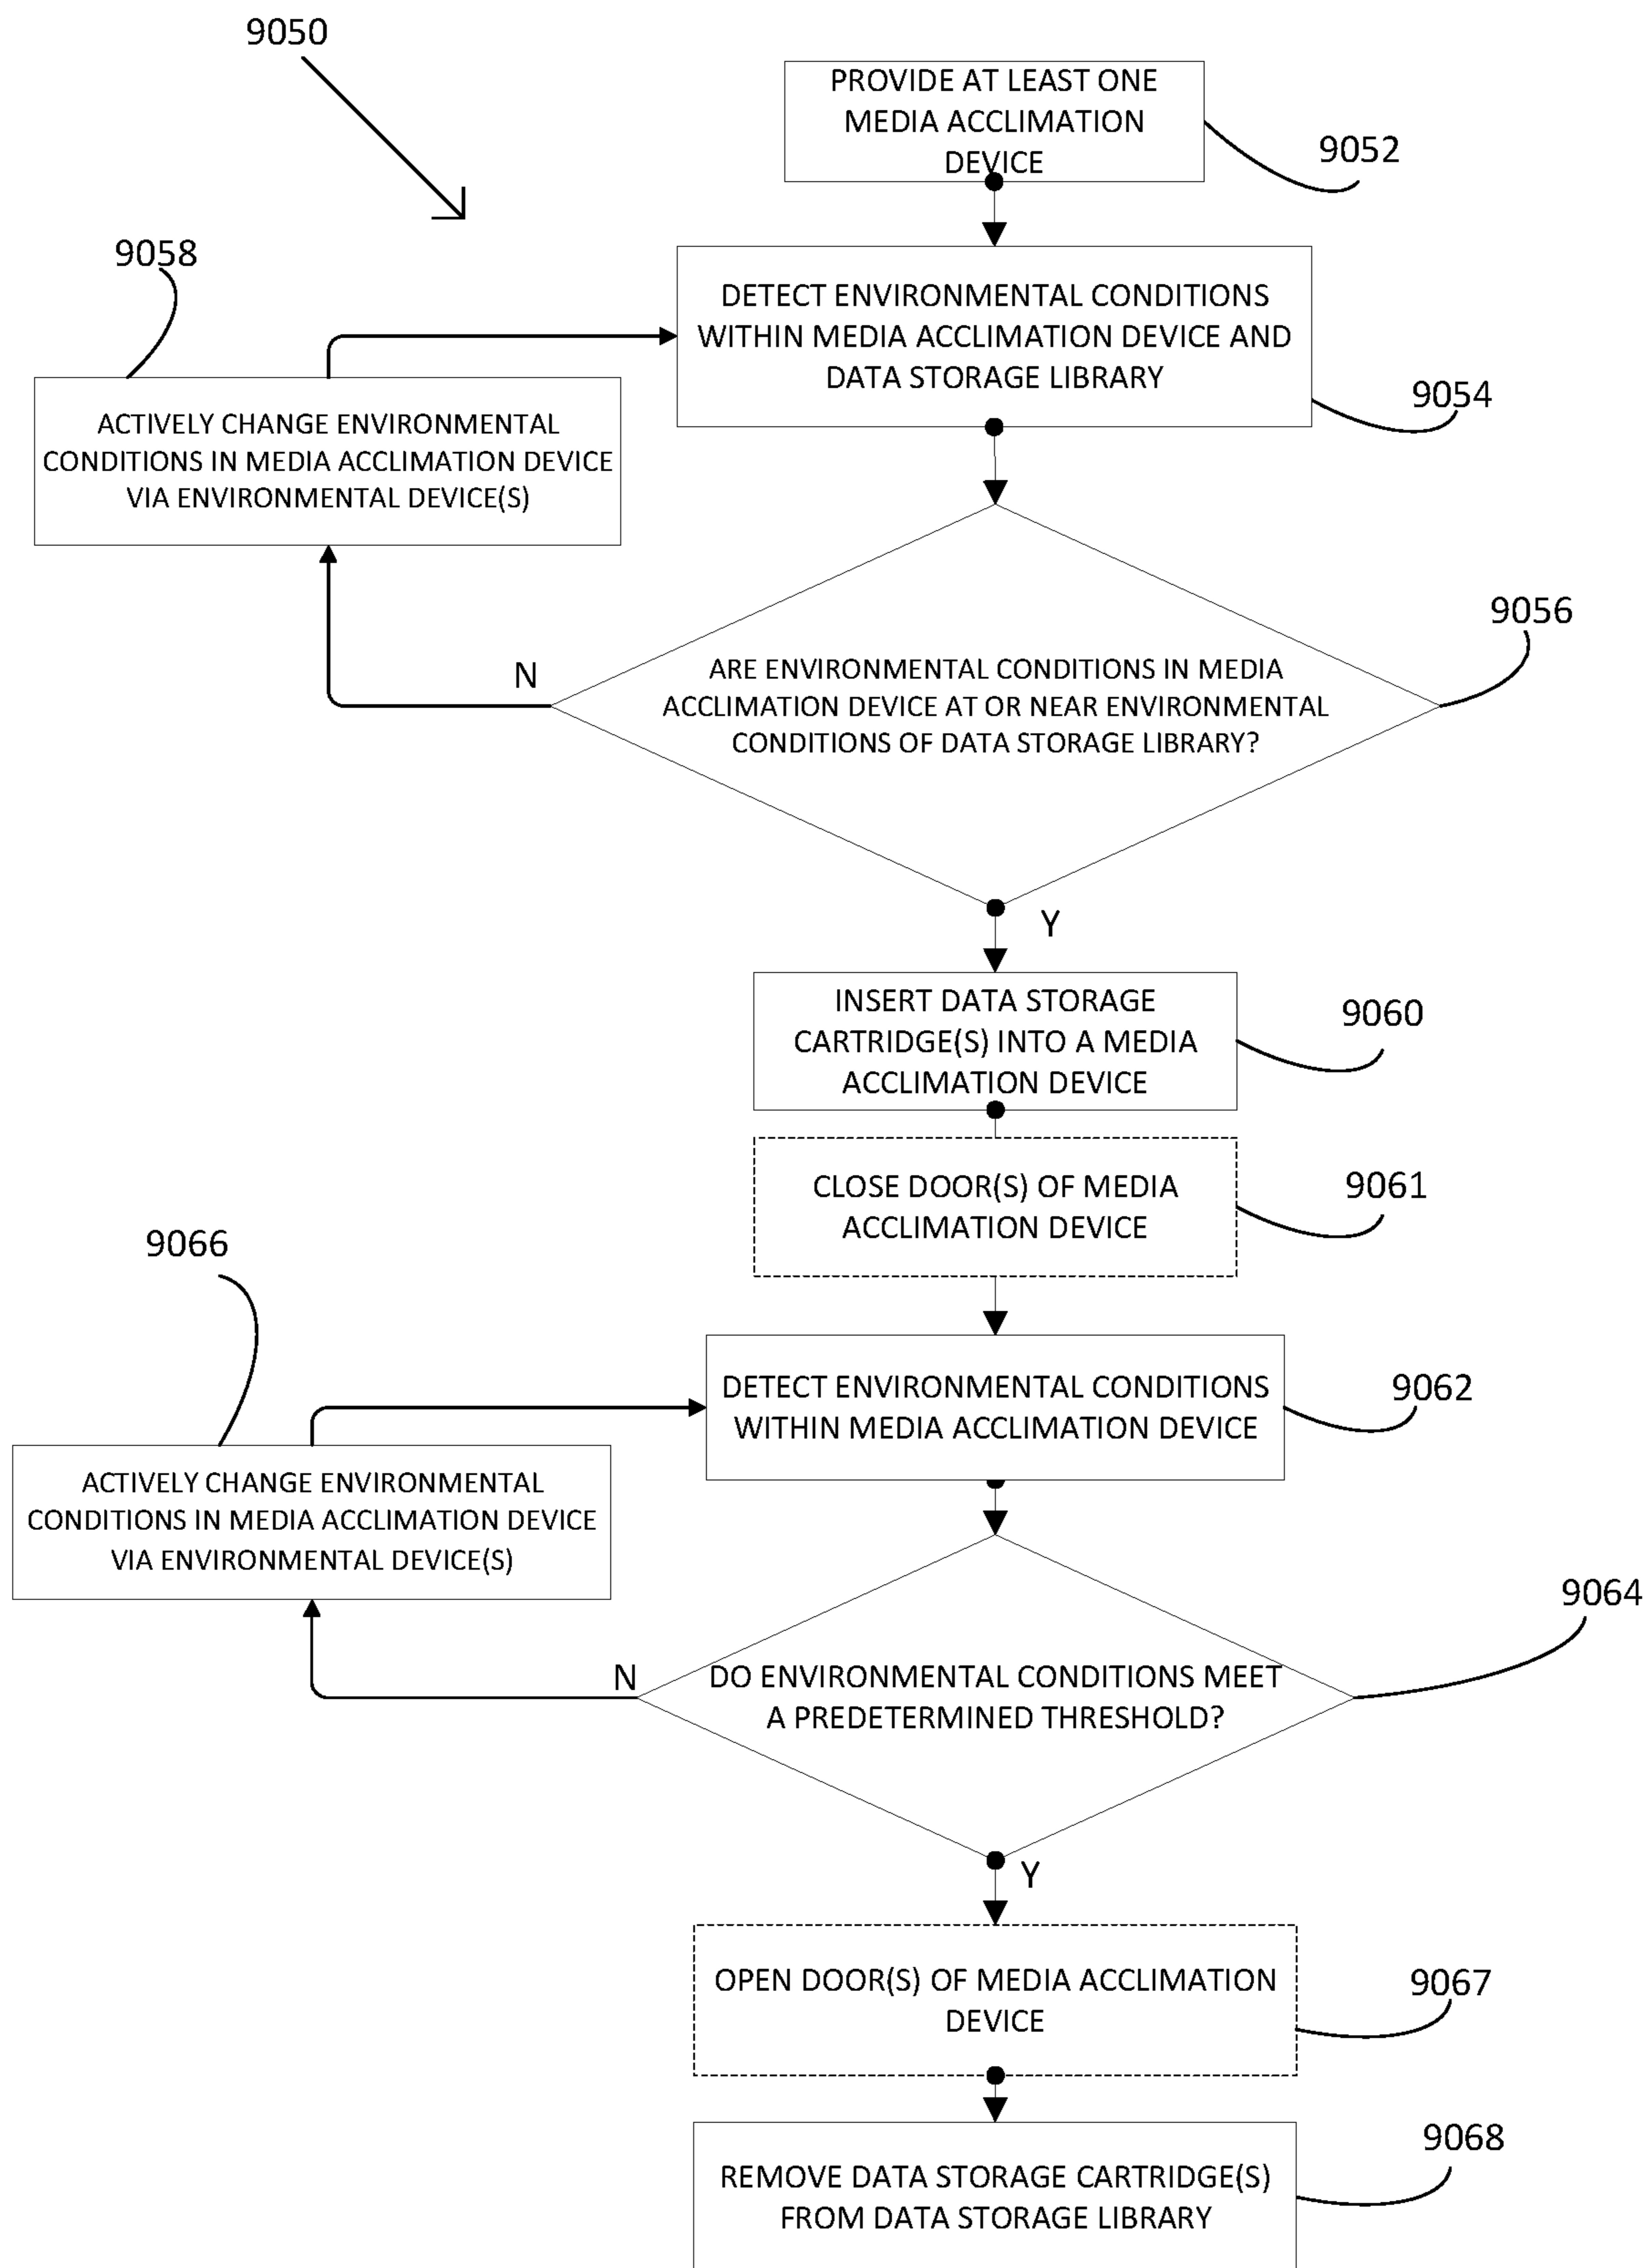 9050
PROVIDE AT LEAST ONE
MEDIA ACCLIMATION
DEVICE
9052
9058
DETECT ENVIRONMENTAL CONDITIONS
WITHIN MEDIA ACCLIMATION DEVICE AND
DATA STORAGE LIBRARY
9054
ACTIVELY CHANGE ENVIRONMENTAL
CONDITIONS IN MEDIA ACCLIMATION DEVICE
VIA ENVIRONMENTAL DEVICE(S)
9056
N
ARE ENVIRONMENTAL CONDITIONS IN MEDIA
ACCLIMATION DEVICE AT OR NEAR ENVIRONMENTAL
CONDITIONS OF DATA STORAGE LIBRARY?
Y
INSERT DATA STORAGE
CARTRIDGE(S) INTO A MEDIA
ACCLIMATION DEVICE
9060
CLOSE DOOR(S) OF MEDIA
ACCLIMATION DEVICE
9061
9066
DETECT ENVIRONMENTAL CONDITIONS
WITHIN MEDIA ACCLIMATION DEVICE
9062
ACTIVELY CHANGE ENVIRONMENTAL
CONDITIONS IN MEDIA ACCLIMATION DEVICE
VIA ENVIRONMENTAL DEVICE(S)
9064
N
DO ENVIRONMENTAL CONDITIONS MEET
A PREDETERMINED THRESHOLD?
Y
OPEN DOOR(S) OF MEDIA ACCLIMATION
DEVICE
9067
REMOVE DATA STORAGE CARTRIDGE(S)
FROM DATA STORAGE LIBRARY
9068